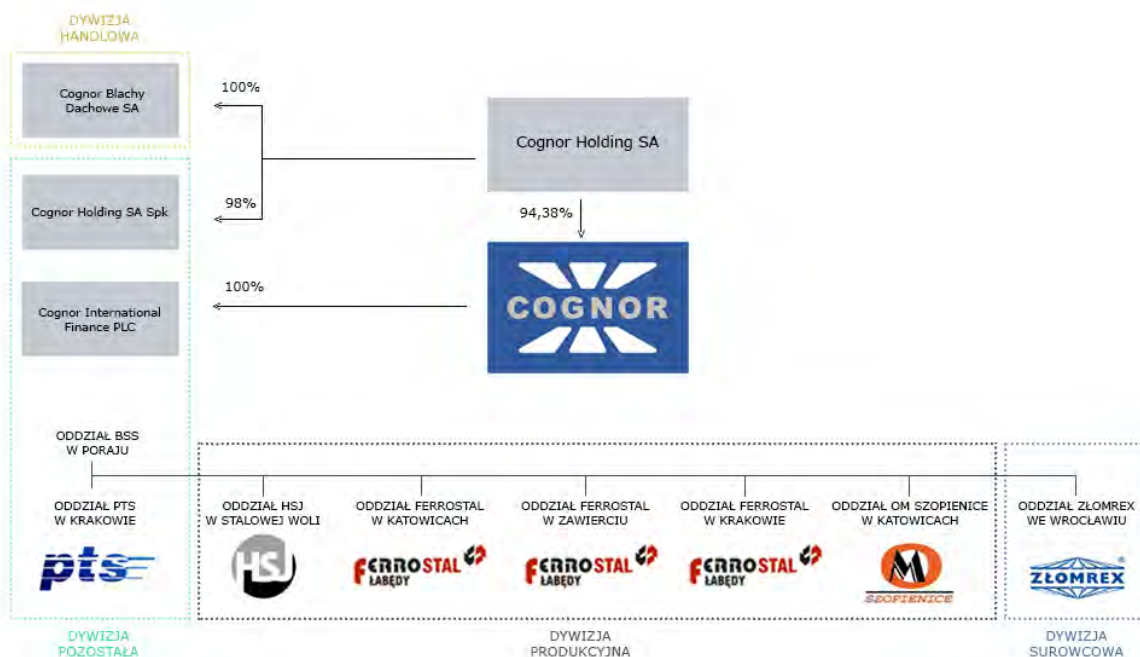 DYWIZJA
HANDLOWA
Cognor Blachy
Dachowe SA
100%
Cognor Holding SA
Cognor Holding SA Spk
98%
94,38%
COGNOR
Cognor International
Finance PLC
100%
ODDZIAŁ BSS
W PORAJU
ODDZIAŁ PTS
W KRAKOWIE
ODDZIAŁ HSJ
W STALOWEJ WOLI
ODDZIAŁ FERROSTAL
W KATOWICACH
ODDZIAŁ FERROSTAL
W ZAWIERCIU
ODDZIAŁ FERROSTAL
W KRAKOWIE
ODDZIAŁ OM SZOPIENICE
W KATOWICACH
ODDZIAŁ ZŁOMREX
WE WROCŁAWIU
pts
HSJ
FERROSTAL
ŁABĘDY
FERROSTAL
ŁABĘDY
FERROSTAL
ŁABĘDY
M
SZOPIENICE
ZŁOMREX
DYWIZJA
POZOSTAŁA
DYWIZJA
PRODUKCYJNA
DYWIZJA
SUROWCOWA